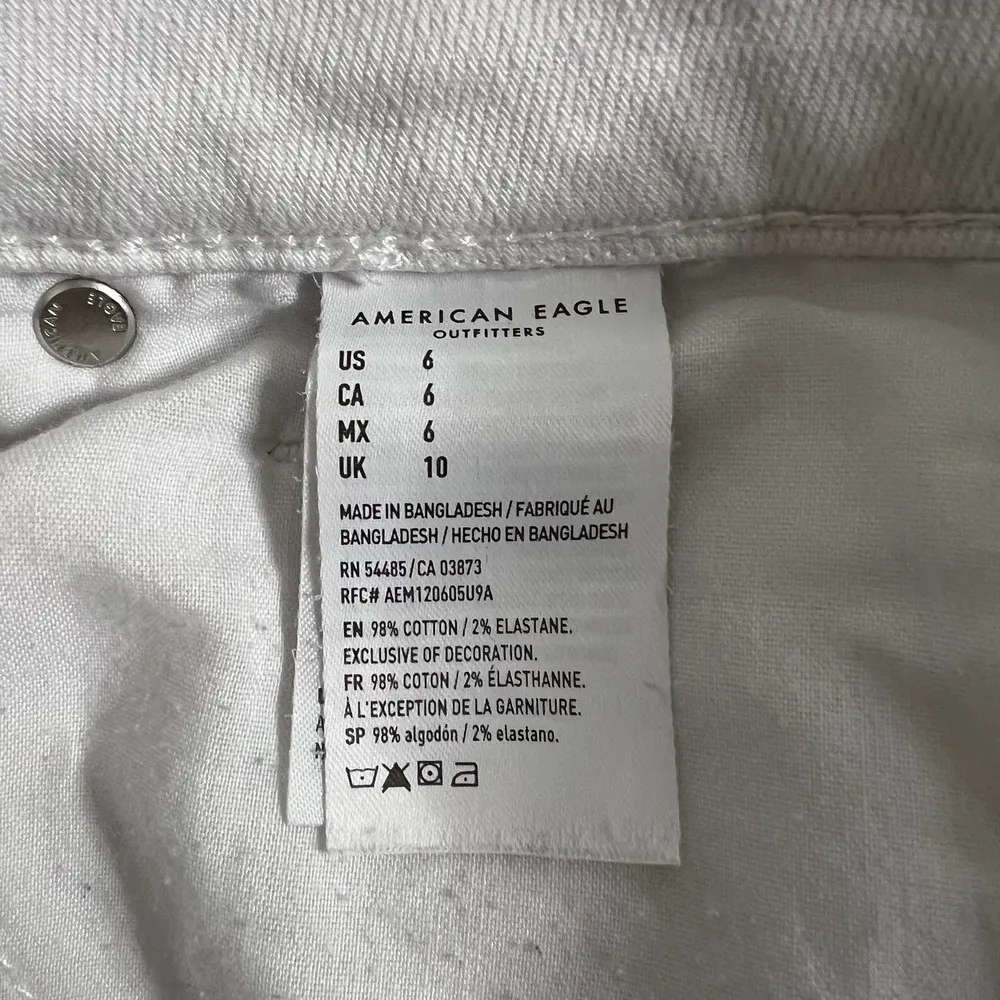 AMERICAN EAGLE
OUTFITTERS
US 6
CA 6
MX 6
UK 10
MADE IN BANGLADESH / FABRIQUÉ AU
BANGLADESH / HECHO EN BANGLADESH
RN 54485 / CA 03873
RFC# AEM120605U9A
EN 98% COTTON / 2% ELASTANE.
EXCLUSIVE OF DECORATION.
FR 98% COTON / 2% ÉLASTHANNE.
À L'EXCEPTION DE LA GARNITURE.
SP 98% algodón / 2% elastano.
AMERICAN EAGLE